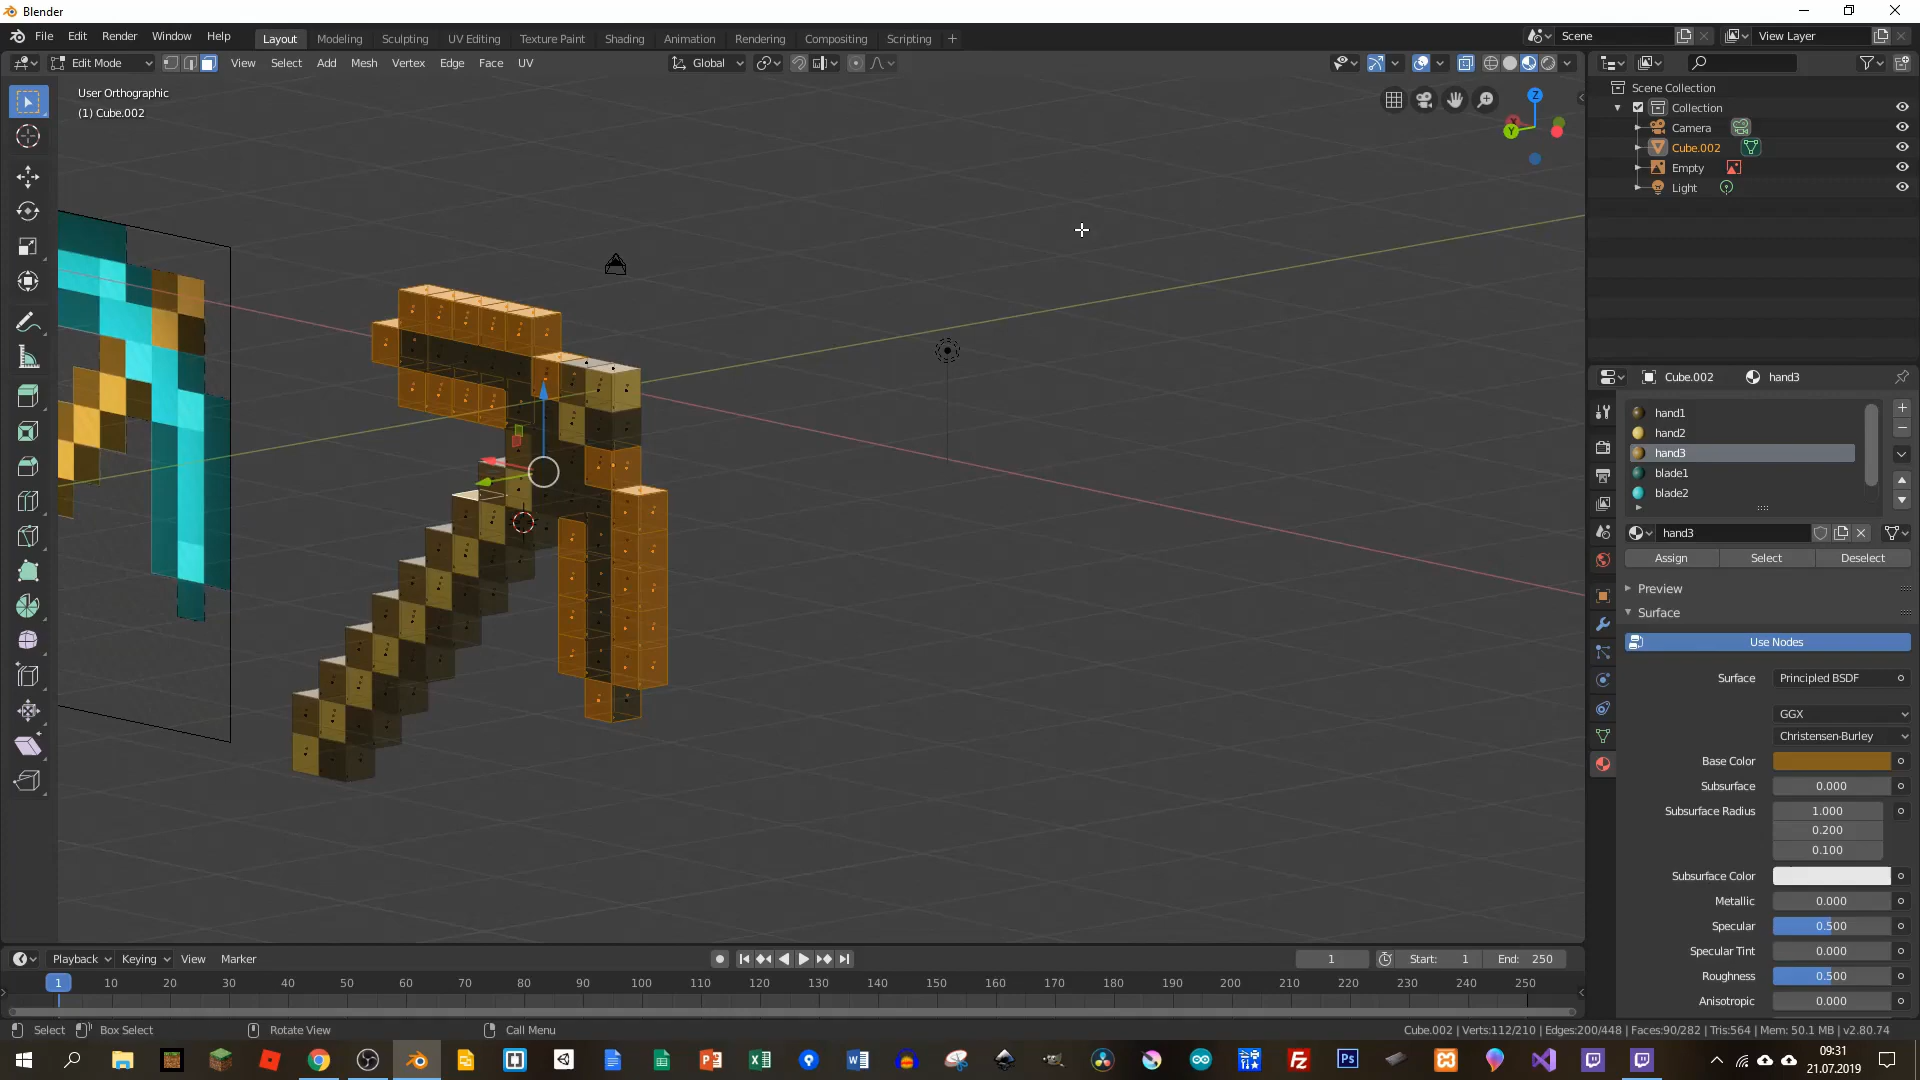 Blender
File Edit Render Window Help
Layout Modeling Sculpting UV Editing Texture Paint Shading Animation Rendering Compositing Scripting +
Scene
View Layer
Edit Mode View Select Add Mesh Vertex Edge Face UV
Global
User Orthographic
(1) Cube.002
Z
Y
Scene Collection
Collection
Camera
Cube.002
Empty
Light
Cube.002 hand3
hand1
hand2
hand3
blade1
blade2
hand3
Assign Select Deselect
Preview
Surface
Use Nodes
Surface Principled BSDF
GGX
Christensen-Burley
Base Color
Subsurface 0.000
Subsurface Radius 1.000
0.200
0.100
Subsurface Color
Metallic 0.000
Specular 0.500
Specular Tint 0.000
Roughness 0.500
Anisotropic 0.000
Playback Keying View Marker
1 Start: 1 End: 250
1 10 20 30 40 50 60 70 80 90 100 110 120 130 140 150 160 170 180 190 200 210 220 230 240 250
Select Box Select Rotate View Call Menu
Cube.002 | Verts:112/210 | Edges:200/448 | Faces:90/282 | Tris:564 | Mem: 50.1 MB | v2.80.74
09:31
21.07.2019
Ps